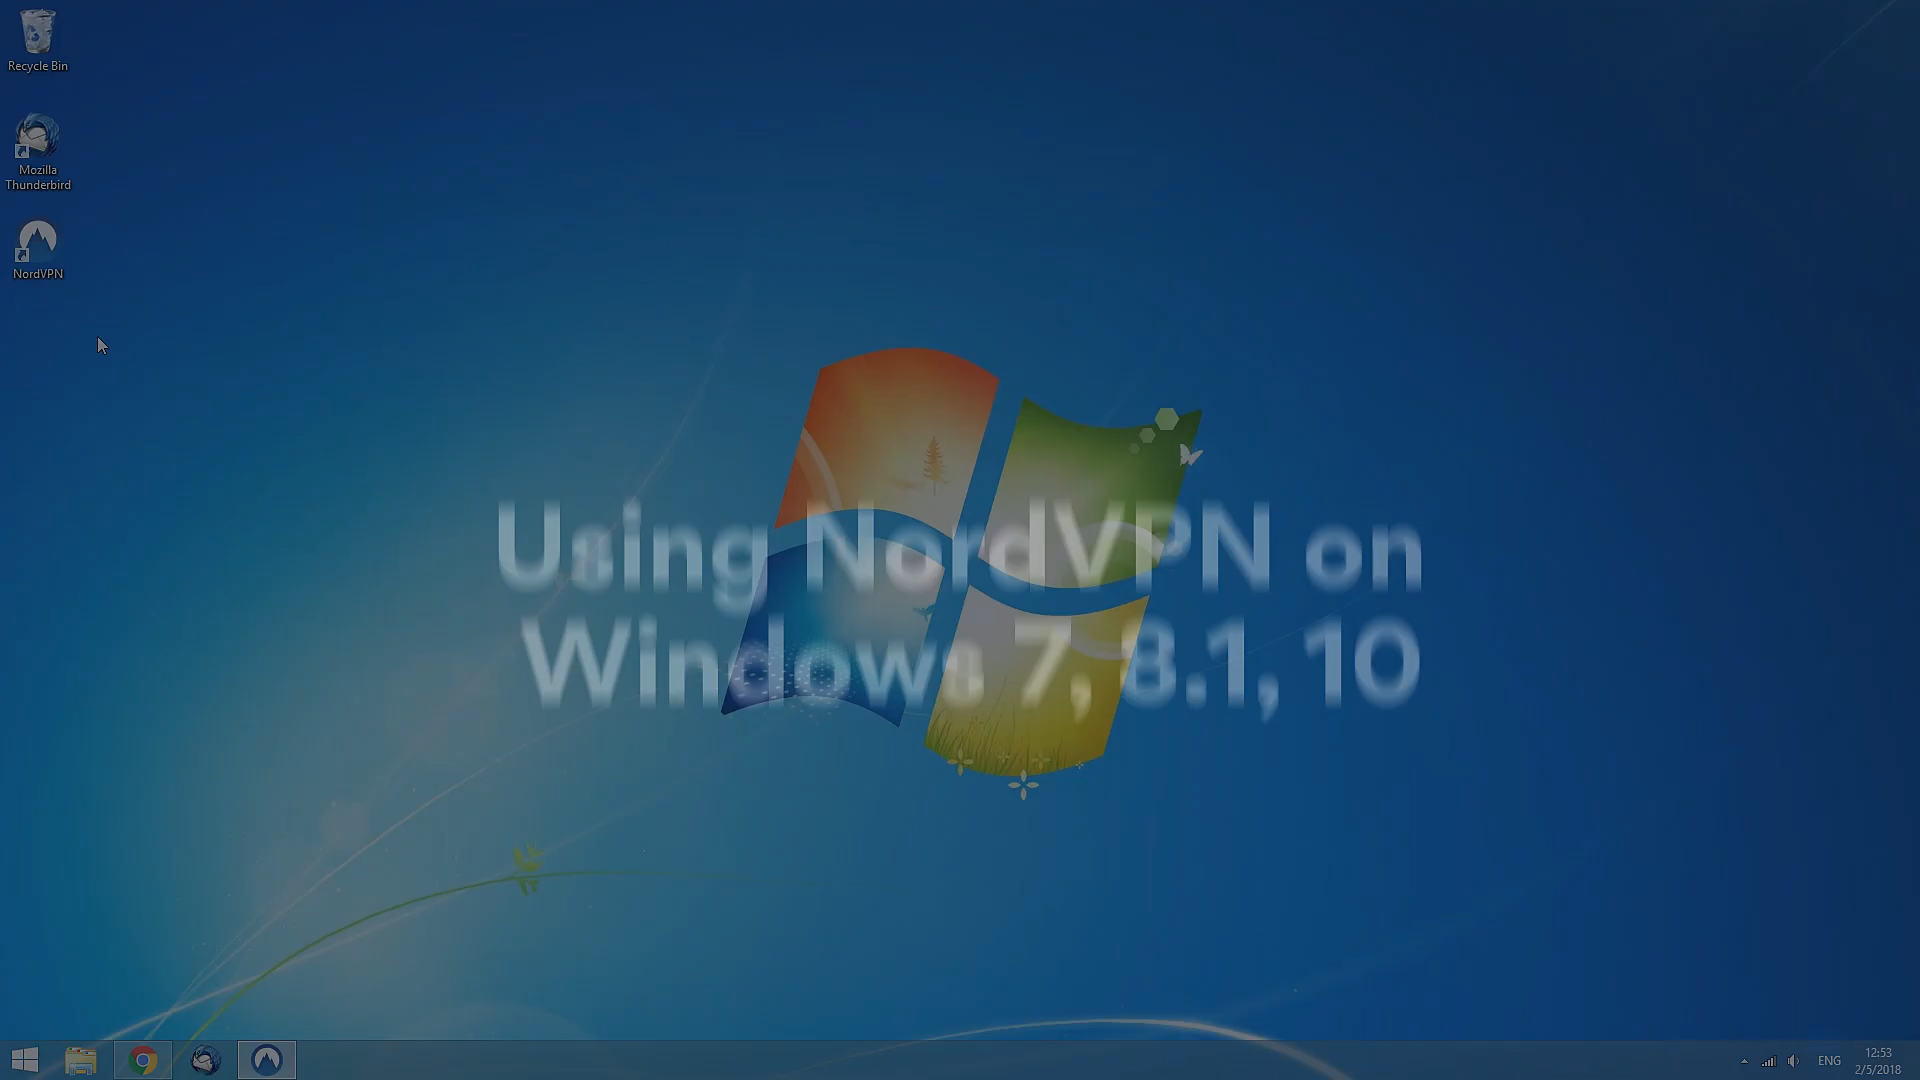 Recycle Bin
Mozilla
Thunderbird
NordVPN
Using NordVPN on
Windows 7, 8.1, 10
ENG
12:53
2/5/2018